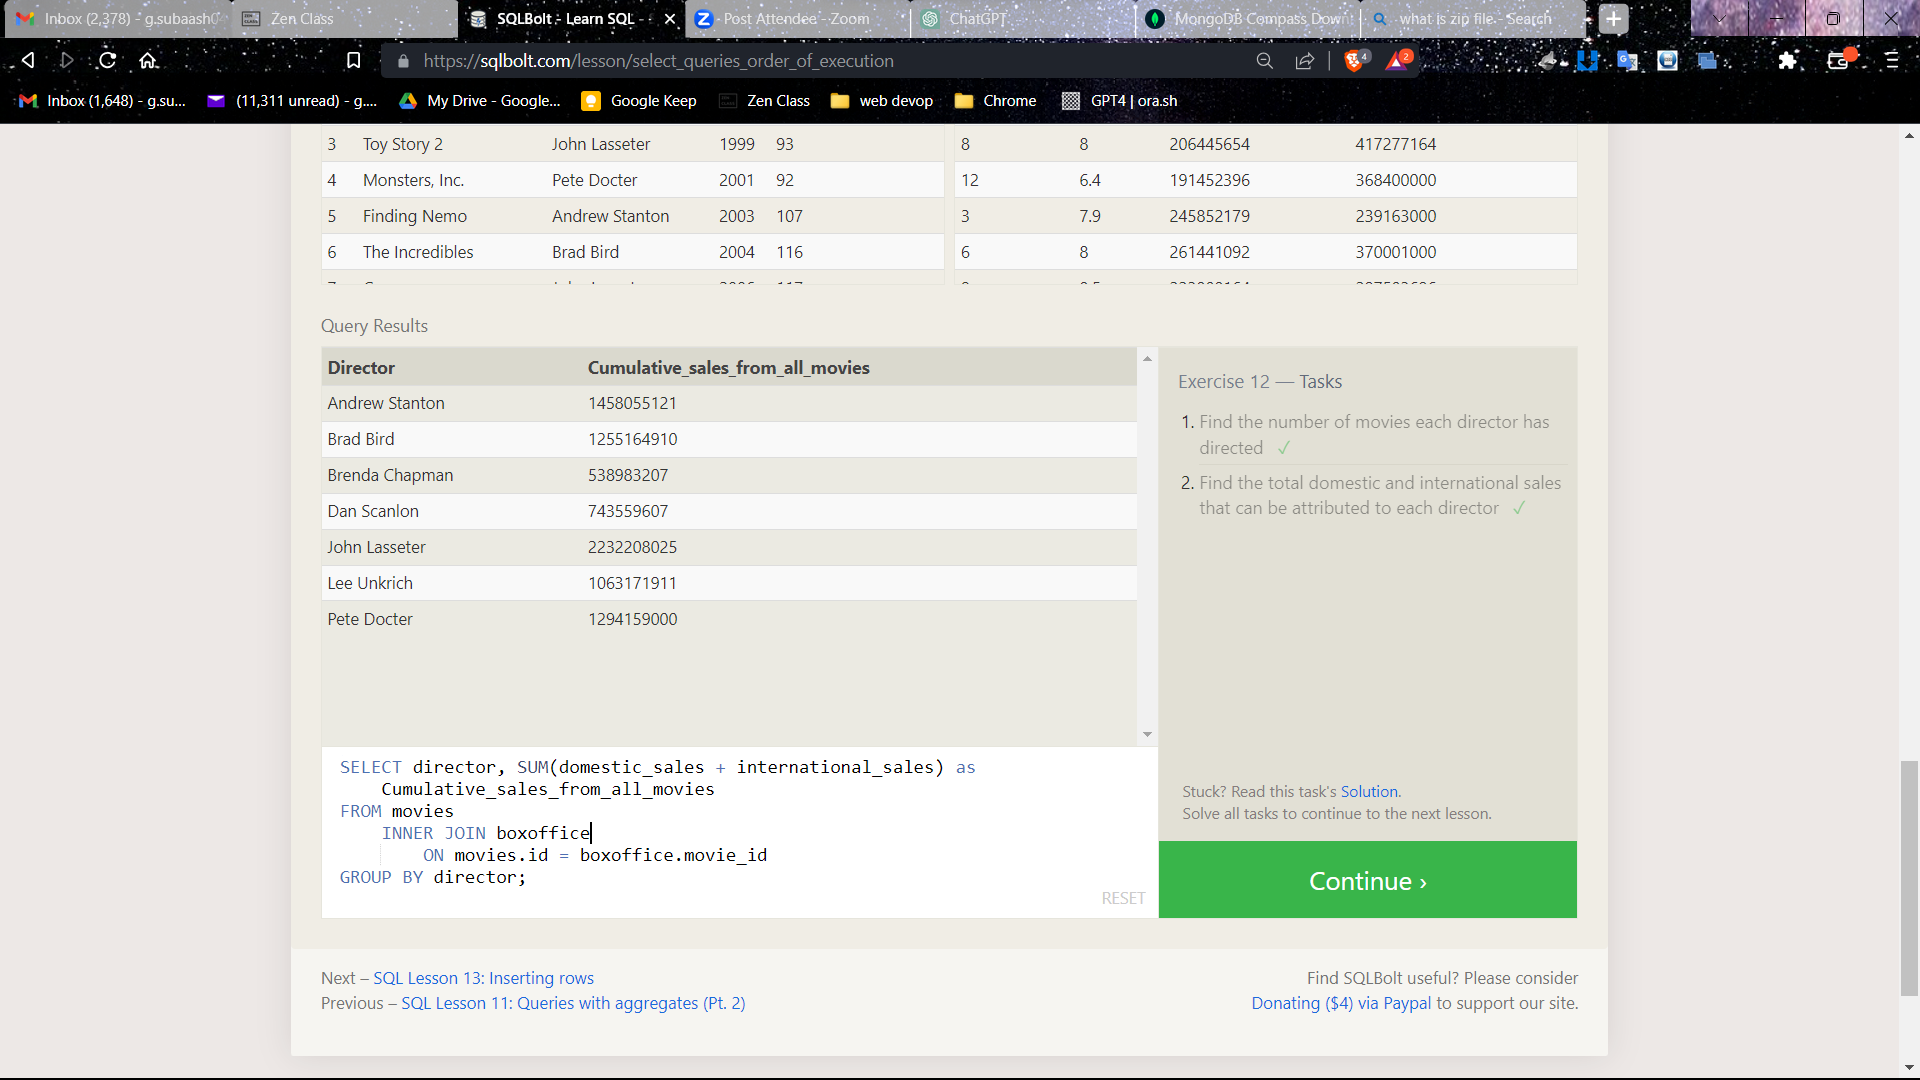 Inbox (2,378) - g.subaash0
Zen Class
SQLBolt - Learn SQL -
Post Attendee - Zoom
ChatGPT
MongoDB Compass Down
what is zip file - Search
https://sqlbolt.com/lesson/select_queries_order_of_execution
4
2
Inbox (1,648) - g.su...
(11,311 unread) - g....
My Drive - Google...
Google Keep
Zen Class
web devop
Chrome
GPT4 | ora.sh
3 Toy Story 2 John Lasseter 1999 93 8 8 206445654 417277164
4 Monsters, Inc. Pete Docter 2001 92 12 6.4 191452396 368400000
5 Finding Nemo Andrew Stanton 2003 107 3 7.9 245852179 239163000
6 The Incredibles Brad Bird 2004 116 6 8 261441092 370001000
Query Results
Director Cumulative_sales_from_all_movies
Andrew Stanton 1458055121
Brad Bird 1255164910
Brenda Chapman 538983207
Dan Scanlon 743559607
John Lasseter 2232208025
Lee Unkrich 1063171911
Pete Docter 1294159000
Exercise 12 — Tasks
1. Find the number of movies each director has
directed ✓
2. Find the total domestic and international sales
that can be attributed to each director ✓
SELECT director, SUM(domestic_sales + international_sales) as
Cumulative_sales_from_all_movies
FROM movies
INNER JOIN boxoffice
ON movies.id = boxoffice.movie_id
GROUP BY director;
RESET
Stuck? Read this task's Solution.
Solve all tasks to continue to the next lesson.
Continue ›
Next – SQL Lesson 13: Inserting rows
Previous – SQL Lesson 11: Queries with aggregates (Pt. 2)
Find SQLBolt useful? Please consider
Donating ($4) via Paypal to support our site.